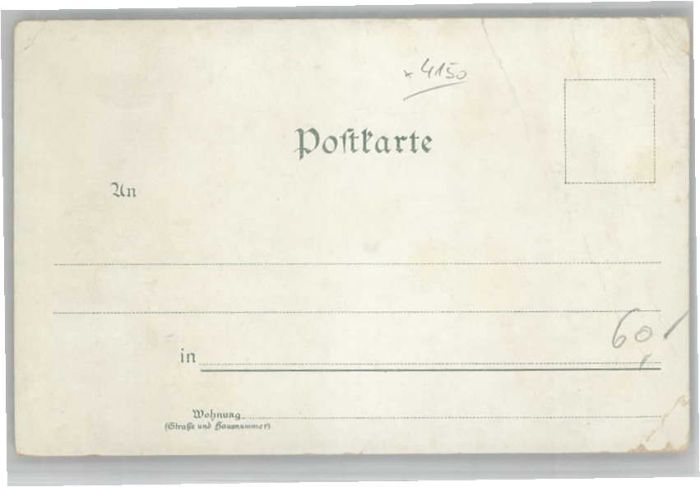 x 4150
Postkarte
An
60,
in
Wohnung
(Straße und Hausnummer)